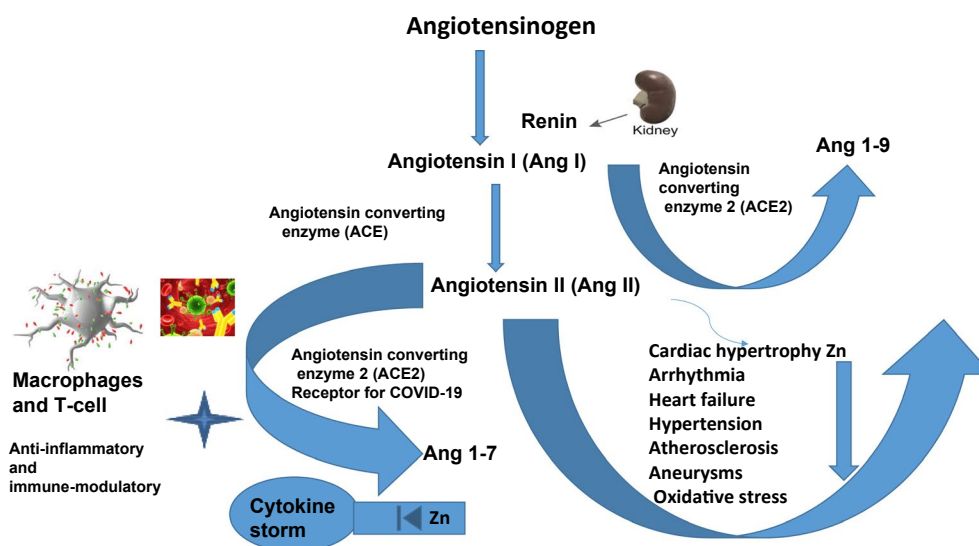 Angiotensinogen
Renin
Kidney
Angiotensin I (Ang I)
Angiotensin
converting
enzyme 2 (ACE2)
Ang 1-9
Angiotensin converting
enzyme (ACE)
Angiotensin II (Ang II)
Macrophages
and T-cell
Anti-inflammatory
and
immune-modulatory
Angiotensin converting
enzyme 2 (ACE2)
Receptor for COVID-19
Ang 1-7
Cytokine
storm
Zn
Cardiac hypertrophy Zn
Arrhythmia
Heart failure
Hypertension
Atherosclerosis
Aneurysms
Oxidative stress